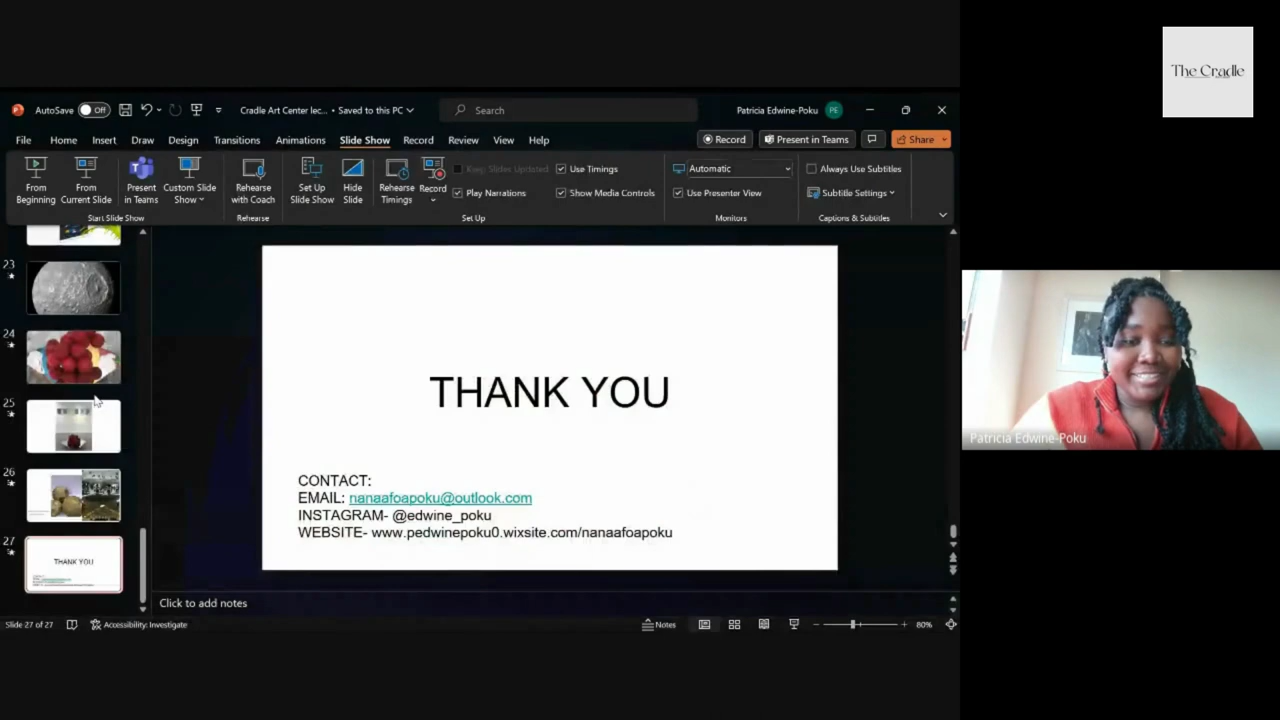 The Cradle
AutoSave Off Cradle Art Center lec... • Saved to this PC Search Patricia Edwine-Poku PE
File Home Insert Draw Design Transitions Animations Slide Show Record Review View Help Record Present in Teams Share
From Beginning
From Current Slide
Present in Teams
Custom Slide Show
Start Slide Show
Rehearse with Coach
Rehearse
Set Up Slide Show
Hide Slide
Rehearse Timings
Record
Keep Slides Updated
Play Narrations
Use Timings
Show Media Controls
Set Up
Automatic
Use Presenter View
Monitors
Always Use Subtitles
Subtitle Settings
Captions & Subtitles
23
24
25
26
27
THANK YOU
THANK YOU
CONTACT:
EMAIL: nanaafoapoku@outlook.com
INSTAGRAM- @edwine_poku
WEBSITE- www.pedwinepoku0.wixsite.com/nanaafoapoku
Patricia Edwine-Poku
Click to add notes
Slide 27 of 27 Accessibility: Investigate Notes 80%